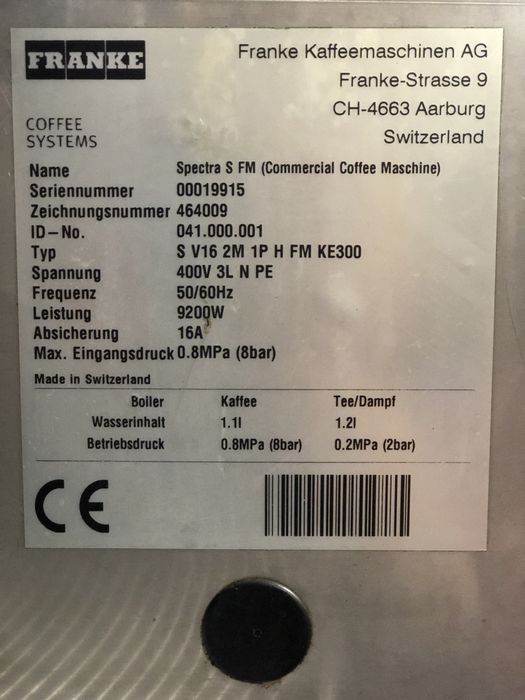 FRANKE
Franke Kaffeemaschinen AG
Franke-Strasse 9
CH-4663 Aarburg
Switzerland
COFFEE
SYSTEMS
Name Spectra S FM (Commercial Coffee Maschine)
Seriennummer 00019915
Zeichnungsnummer 464009
ID-No. 041.000.001
Typ S V16 2M 1P H FM KE300
Spannung 400V 3L N PE
Frequenz 50/60Hz
Leistung 9200W
Absicherung 16A
Max. Eingangsdruck 0.8MPa (8bar)
Made in Switzerland
Boiler Kaffee Tee/Dampf
Wasserinhalt 1.1l 1.2l
Betriebsdruck 0.8MPa (8bar) 0.2MPa (2bar)
CE